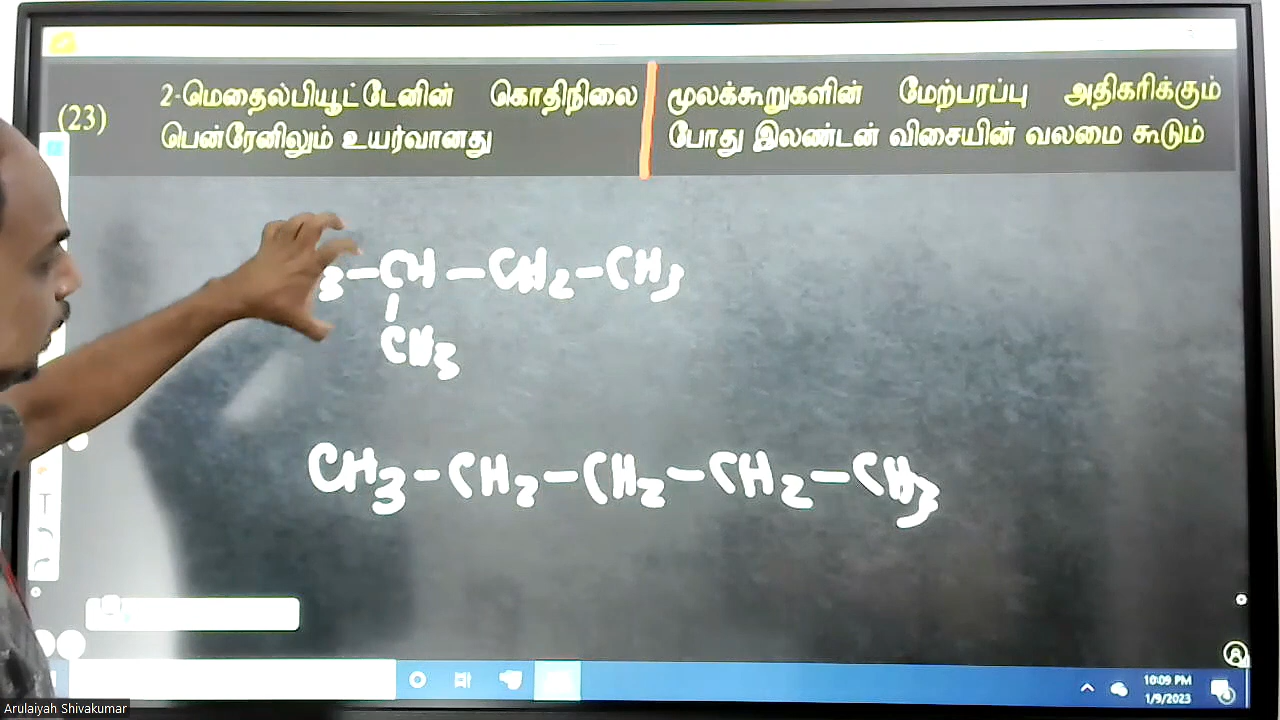 (23)
2-மெதைல்பியூட்டேனின் கொதிநிலை
பென்ரேனிலும் உயர்வானது
மூலக்கூறுகளின் மேற்பரப்பு அதிகரிக்கும்
போது இலண்டன் விசையின் வலமை கூடும்
3-CH-CH2-CH3
CH3
CH3-CH2-CH2-CH2-CH3
10:09 PM
1/9/2023
Arulaiyah Shivakumar